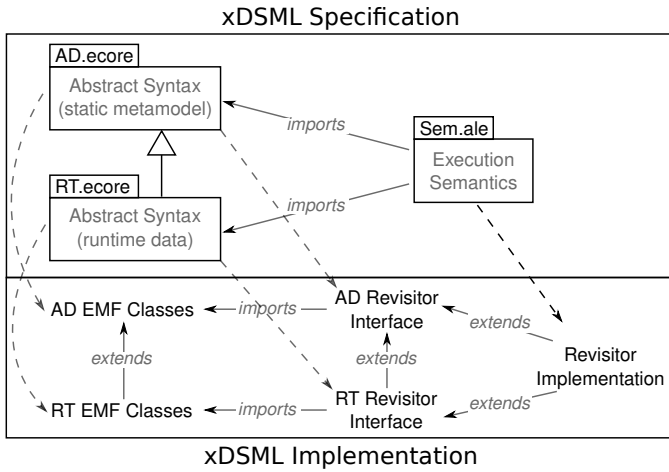 xDSML Specification
AD.ecore
Abstract Syntax
(static metamodel)
imports
Sem.ale
Execution
Semantics
RT.ecore
Abstract Syntax
(runtime data)
imports
AD EMF Classes
imports
AD Revisitor
Interface
extends
extends
extends
Revisitor
Implementation
RT EMF Classes
imports
RT Revisitor
Interface
extends
xDSML Implementation